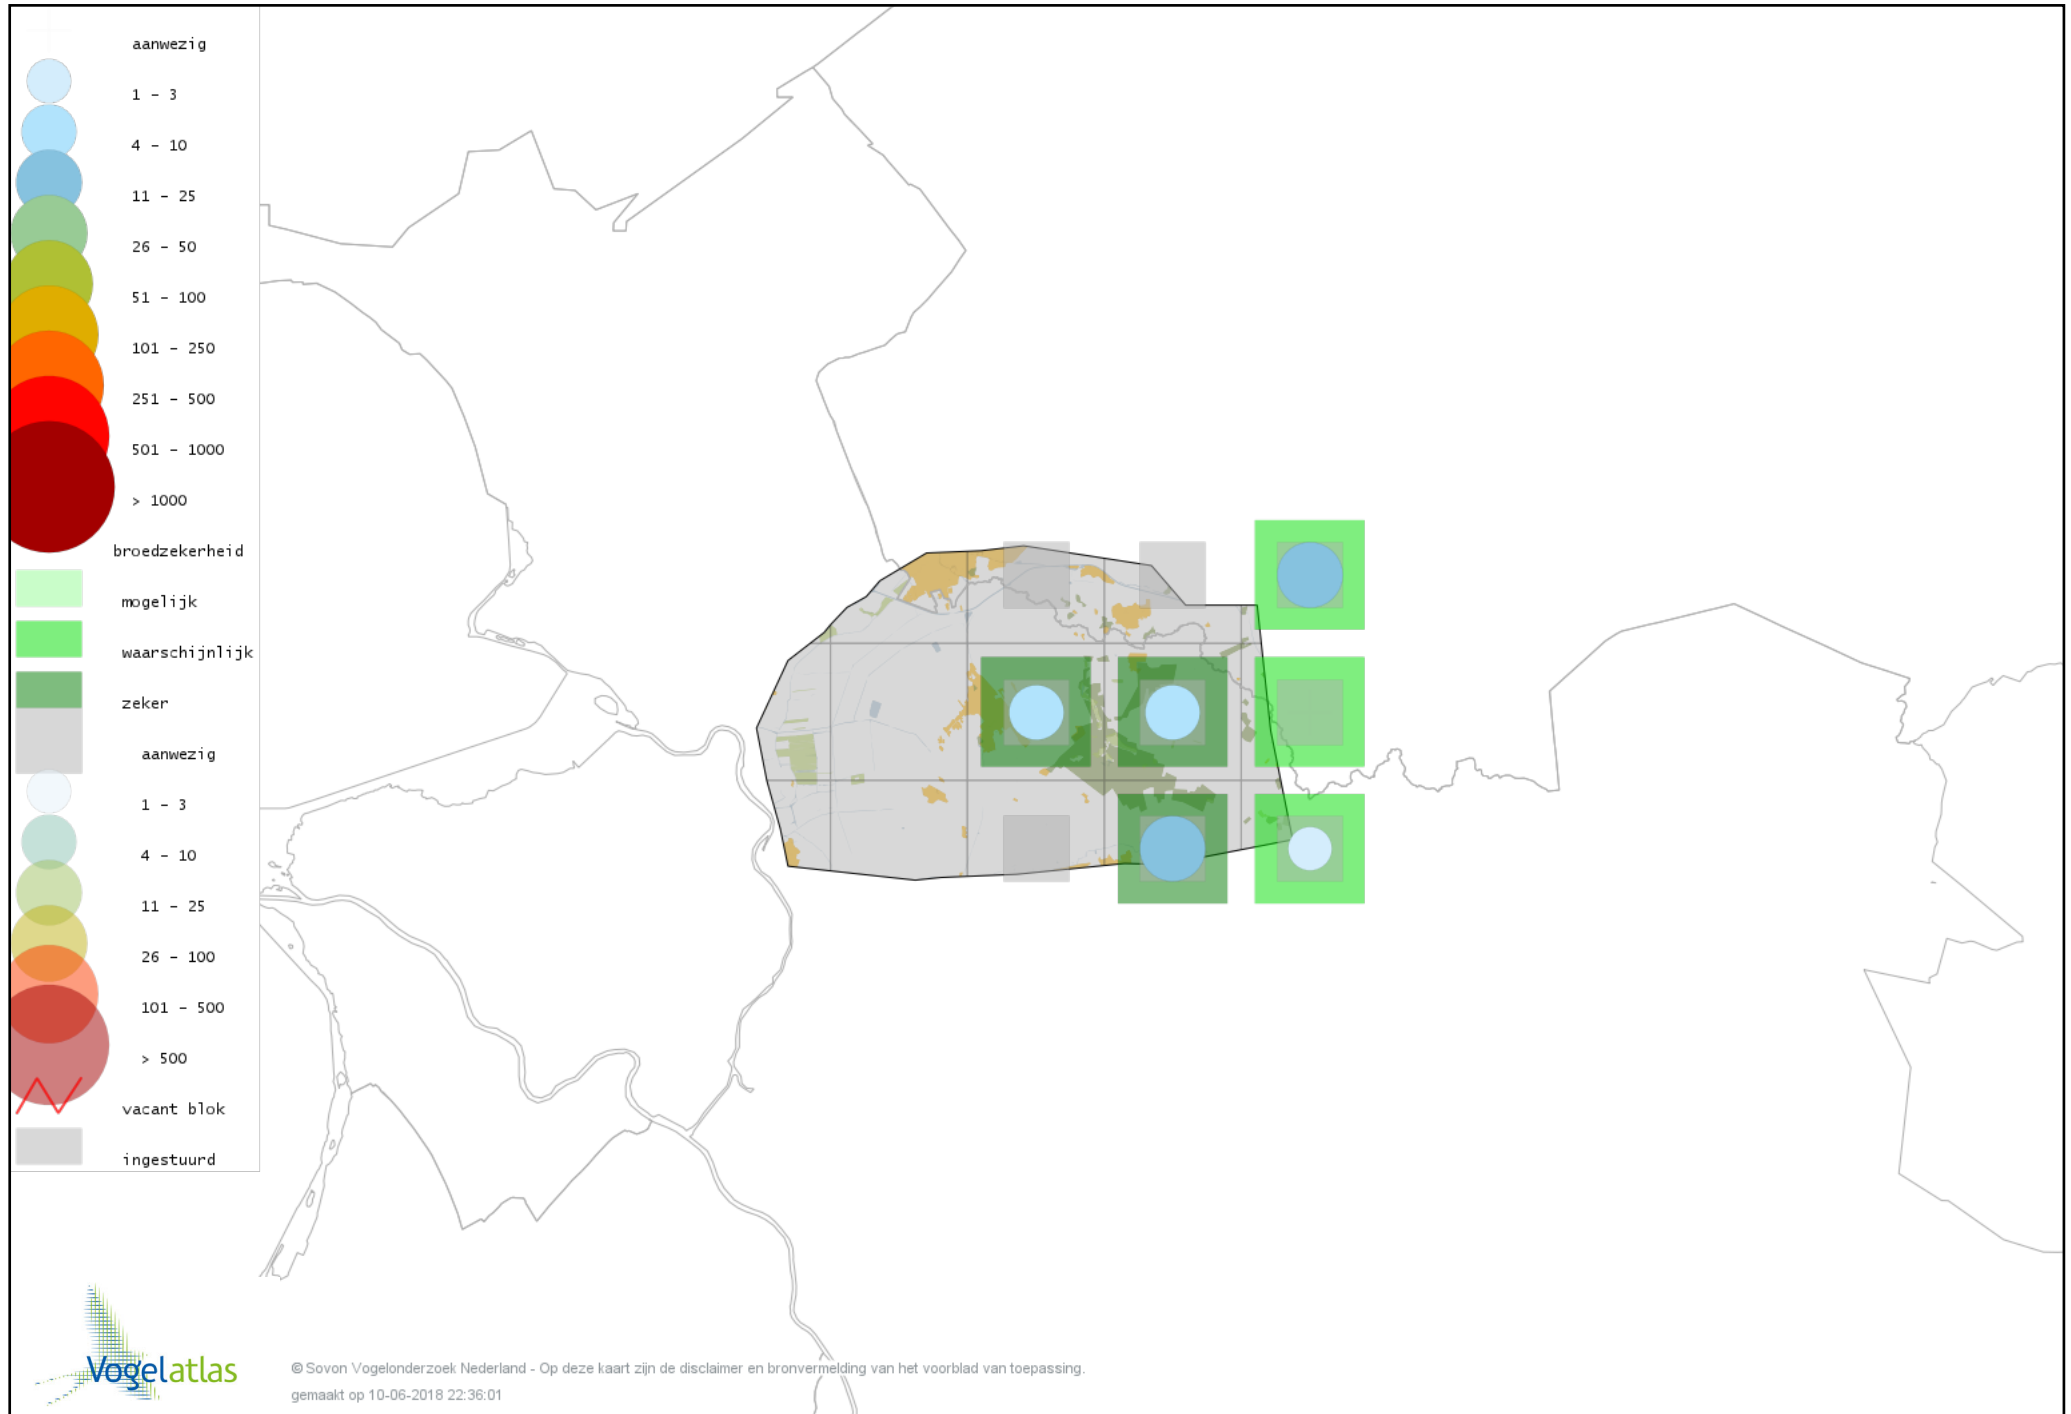 aanwezig
1 - 3
4 - 10
11 - 25
26 - 50
51 - 100
101 - 250
251 - 500
501 - 1000
> 1000
broedzekerheid
mogelijk
waarschijnlijk
zeker
aanwezig
1 - 3
4 - 10
11 - 25
26 - 100
101 - 500
> 500
vacant blok
ingestuurd
Vogelatlas
© Sovon Vogelonderzoek Nederland - Op deze kaart zijn de disclaimer en bronvermelding van het voorblad van toepassing.
gemaakt op 10-06-2018 22:36:01